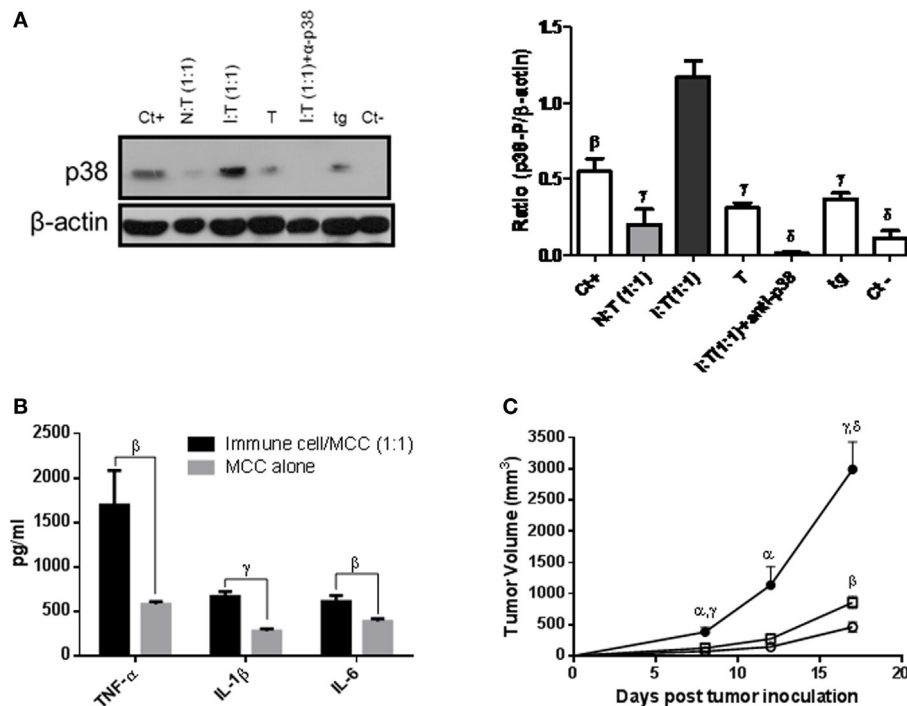 A
Ct+
N:T (1:1)
I:T (1:1)
T
I:T (1:1)+α-p38
tg
Ct-
p38
β-actin
Ratio (p38-P/β-actin)
1.5
1.0
0.5
0.0
β
γ
γ
δ
γ
δ
Ct+
N:T (1:1)
I:T(1:1)
T
I:T(1:1)+anti-p38
tg
Ct -
B
pg/ml
2500
2000
1500
1000
500
0
β
γ
β
Immune cell/MCC (1:1)
MCC alone
TNF-α
IL-1β
IL-6
C
Tumor Volume (mm³)
3500
3000
2500
2000
1500
1000
500
0
α,γ
α
γ,δ
β
0
5
10
15
20
Days post tumor inoculation